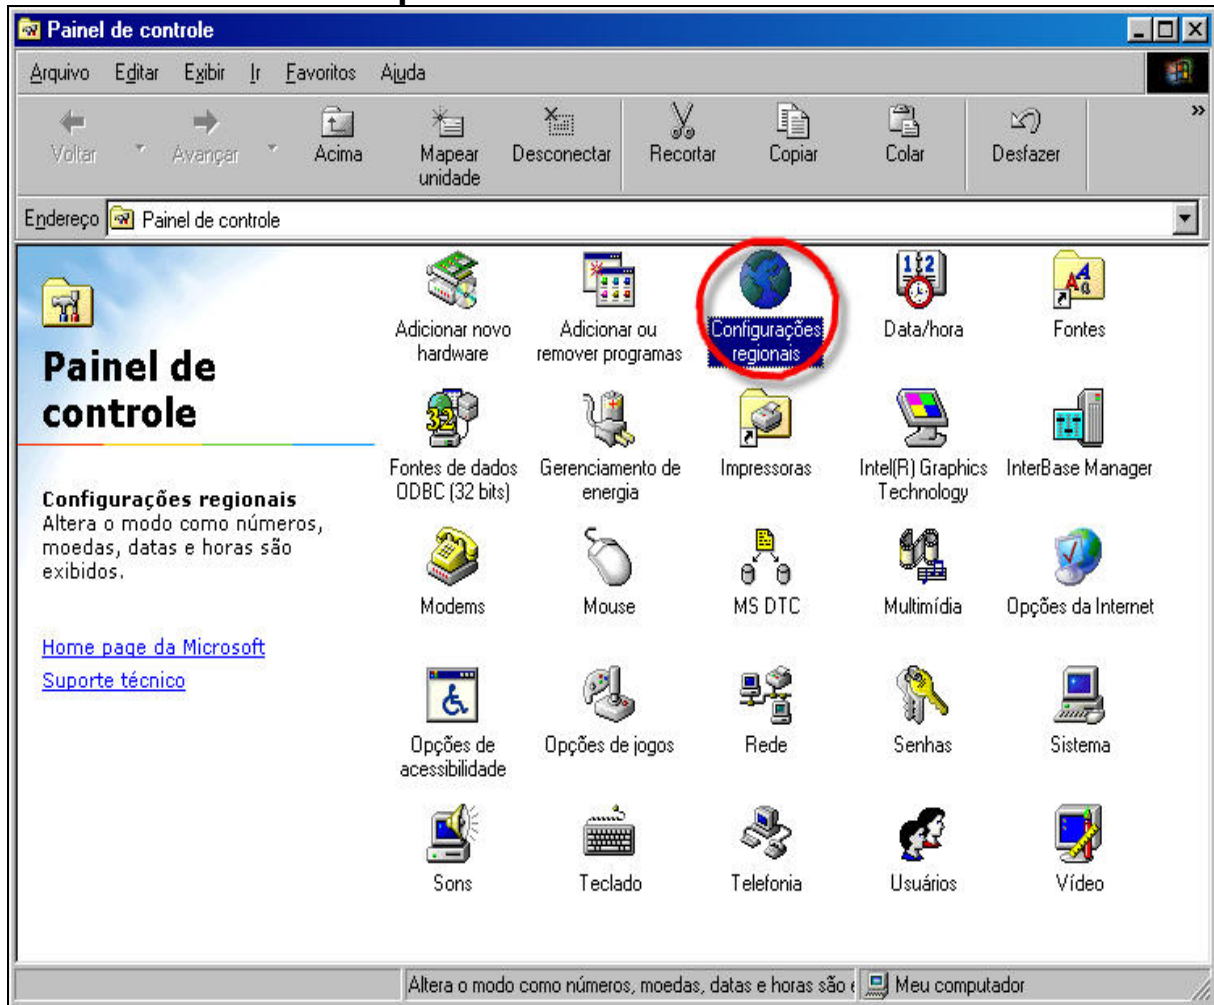 Painel de controle
Arquivo Editar Exibir Ir Favoritos Ajuda
Voltar Avançar Acima Mapear unidade Desconectar Recortar Copiar Colar Desfazer »
Endereço Painel de controle
Painel de
controle
Configurações regionais
Altera o modo como números,
moedas, datas e horas são
exibidos.
Home page da Microsoft
Suporte técnico
Adicionar novo
hardware
Adicionar ou
remover programas
Configurações
regionais
Data/hora
Fontes
Fontes de dados
ODBC (32 bits)
Gerenciamento de
energia
Impressoras
Intel(R) Graphics
Technology
InterBase Manager
Modems
Mouse
MS DTC
Multimídia
Opções da Internet
Opções de
acessibilidade
Opções de jogos
Rede
Senhas
Sistema
Sons
Teclado
Telefonia
Usuários
Vídeo
Altera o modo como números, moedas, datas e horas são Meu computador